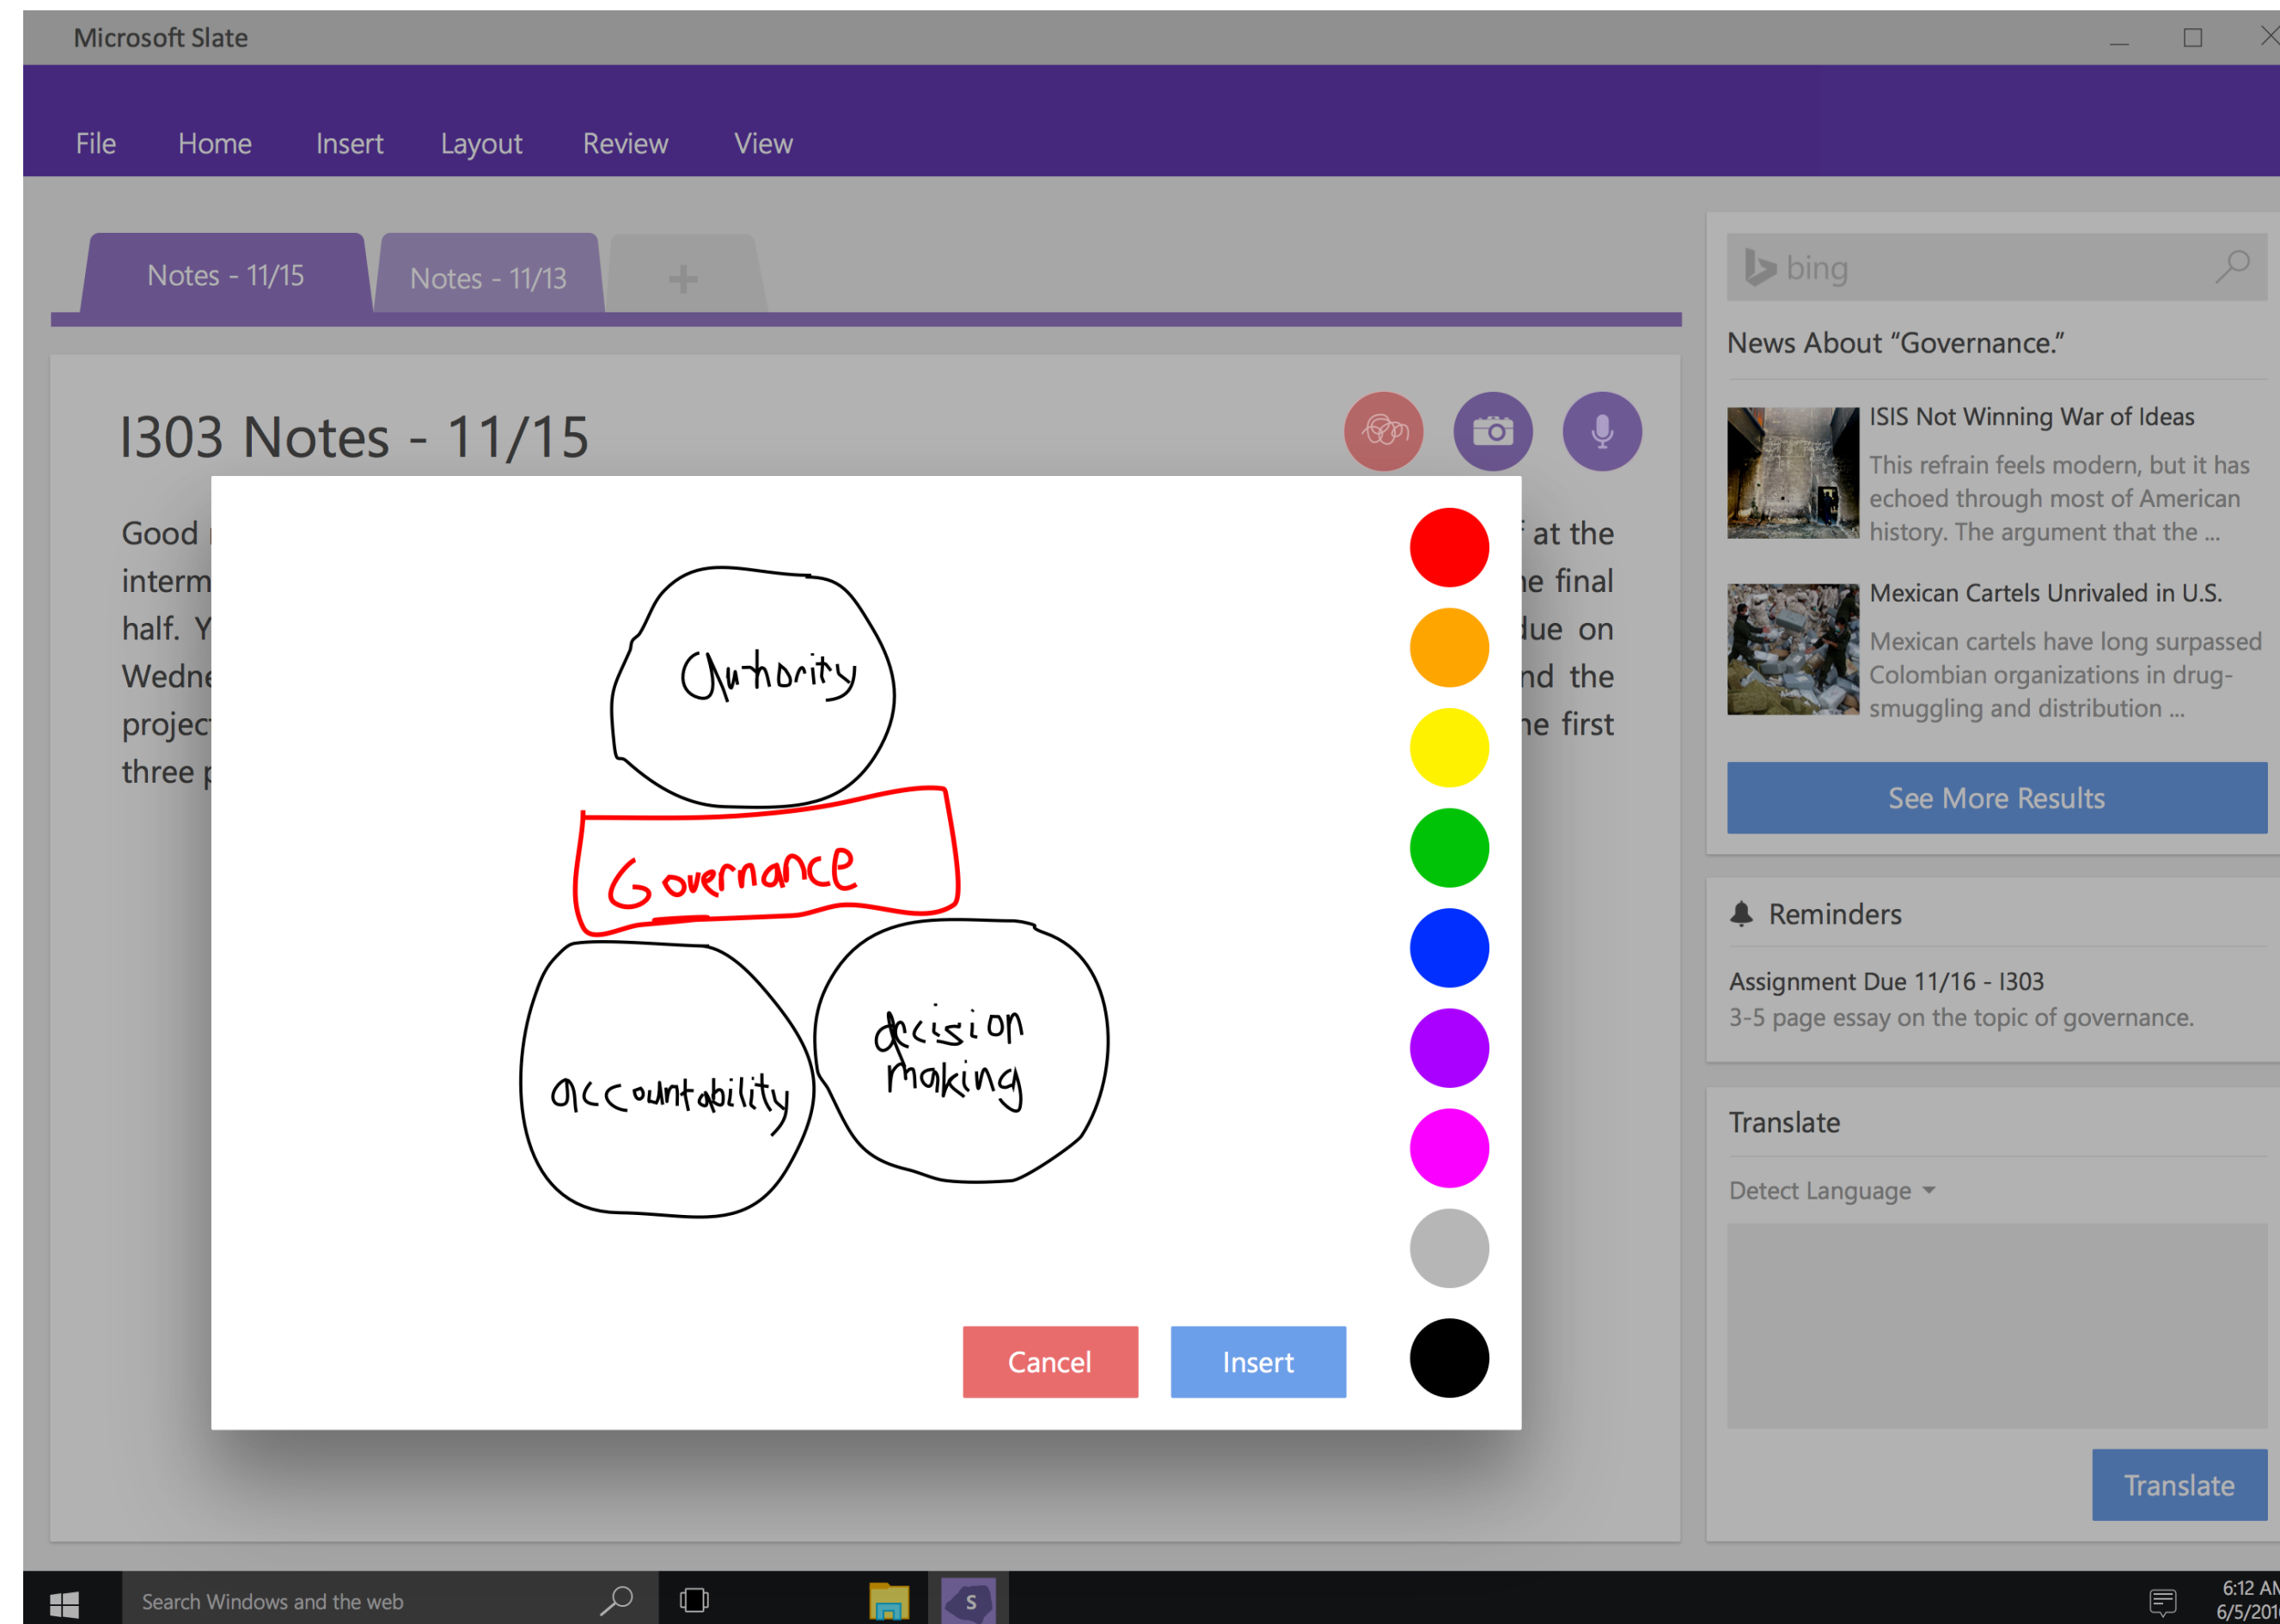 Microsoft Slate
File Home Insert Layout Review View
Notes - 11/15 Notes - 11/13 +
I303 Notes - 11/15
Good
interm
half. Y
Wedne
projec
three p
f at the
e final
due on
nd the
he first
Authority
Governance
accountability
decision
making
Cancel Insert
bing
News About “Governance.”
ISIS Not Winning War of Ideas
This refrain feels modern, but it has
echoed through most of American
history. The argument that the ...
Mexican Cartels Unrivaled in U.S.
Mexican cartels have long surpassed
Colombian organizations in drug-
smuggling and distribution ...
See More Results
Reminders
Assignment Due 11/16 - I303
3-5 page essay on the topic of governance.
Translate
Detect Language
Translate
Search Windows and the web
S
6:12 AM
6/5/201